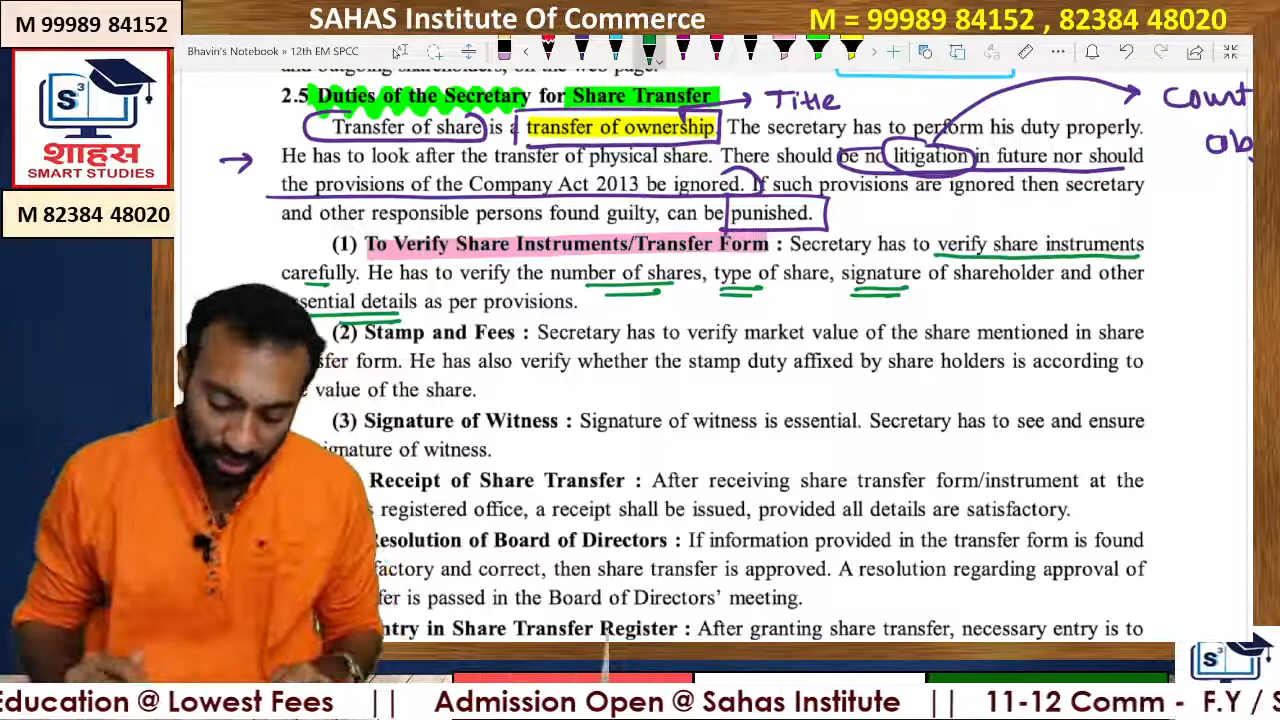 M 99989 84152
SAHAS Institute Of Commerce
M = 99989 84152 , 82384 48020
S³
શાહસ
SMART STUDIES
M 82384 48020
Bhavin's Notebook » 12th EM SPCC
and outgoing shareholders, on the web page.
2.5 Duties of the Secretary for Share Transfer
Title
Transfer of share is a transfer of ownership. The secretary has to perform his duty properly.
He has to look after the transfer of physical share. There should be no litigation in future nor should
the provisions of the Company Act 2013 be ignored. If such provisions are ignored then secretary
and other responsible persons found guilty, can be punished.
(1) To Verify Share Instruments/Transfer Form : Secretary has to verify share instruments
carefully. He has to verify the number of shares, type of share, signature of shareholder and other
essential details as per provisions.
(2) Stamp and Fees : Secretary has to verify market value of the share mentioned in share
sfer form. He has also verify whether the stamp duty affixed by share holders is according to
value of the share.
(3) Signature of Witness : Signature of witness is essential. Secretary has to see and ensure
ignature of witness.
Receipt of Share Transfer : After receiving share transfer form/instrument at the
registered office, a receipt shall be issued, provided all details are satisfactory.
Resolution of Board of Directors : If information provided in the transfer form is found
factory and correct, then share transfer is approved. A resolution regarding approval of
fer is passed in the Board of Directors' meeting.
ntry in Share Transfer Register : After granting share transfer, necessary entry is to
S³
Education @ Lowest Fees || Admission Open @ Sahas Institute || 11-12 Comm - F.Y / S